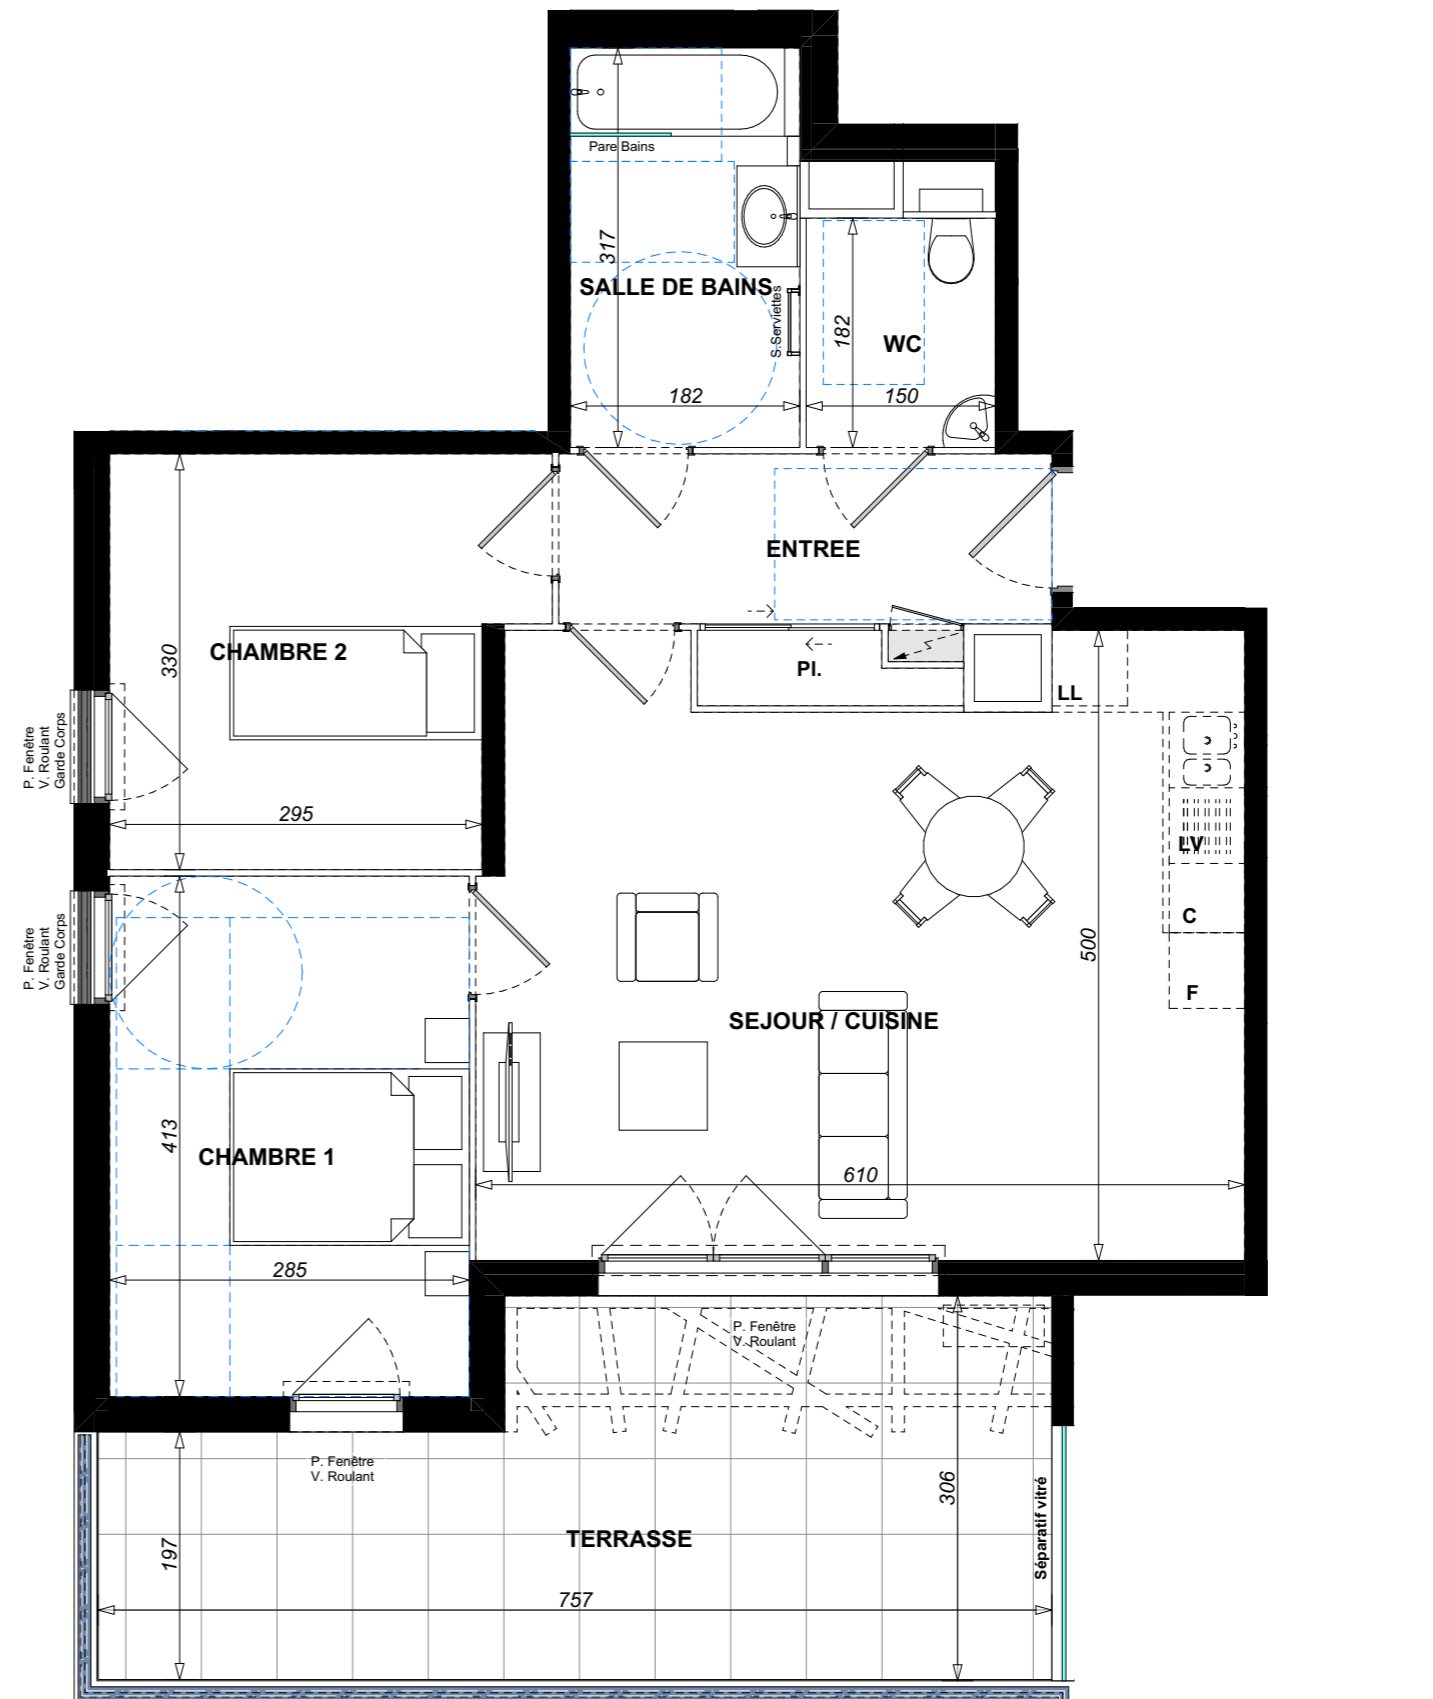 Pare Bains
317
SALLE DE BAINS
S.Serviettes
182
182
WC
150
ENTREE
CHAMBRE 2
330
Pl.
LL
P. Fenêtre
V. Roulant
Garde Corps
295
LV
P. Fenêtre
V. Roulant
Garde Corps
C
500
F
SEJOUR / CUISINE
413
CHAMBRE 1
610
285
P. Fenêtre
V. Roulant
P. Fenêtre
V. Roulant
306
Séparatif vitré
TERRASSE
197
757